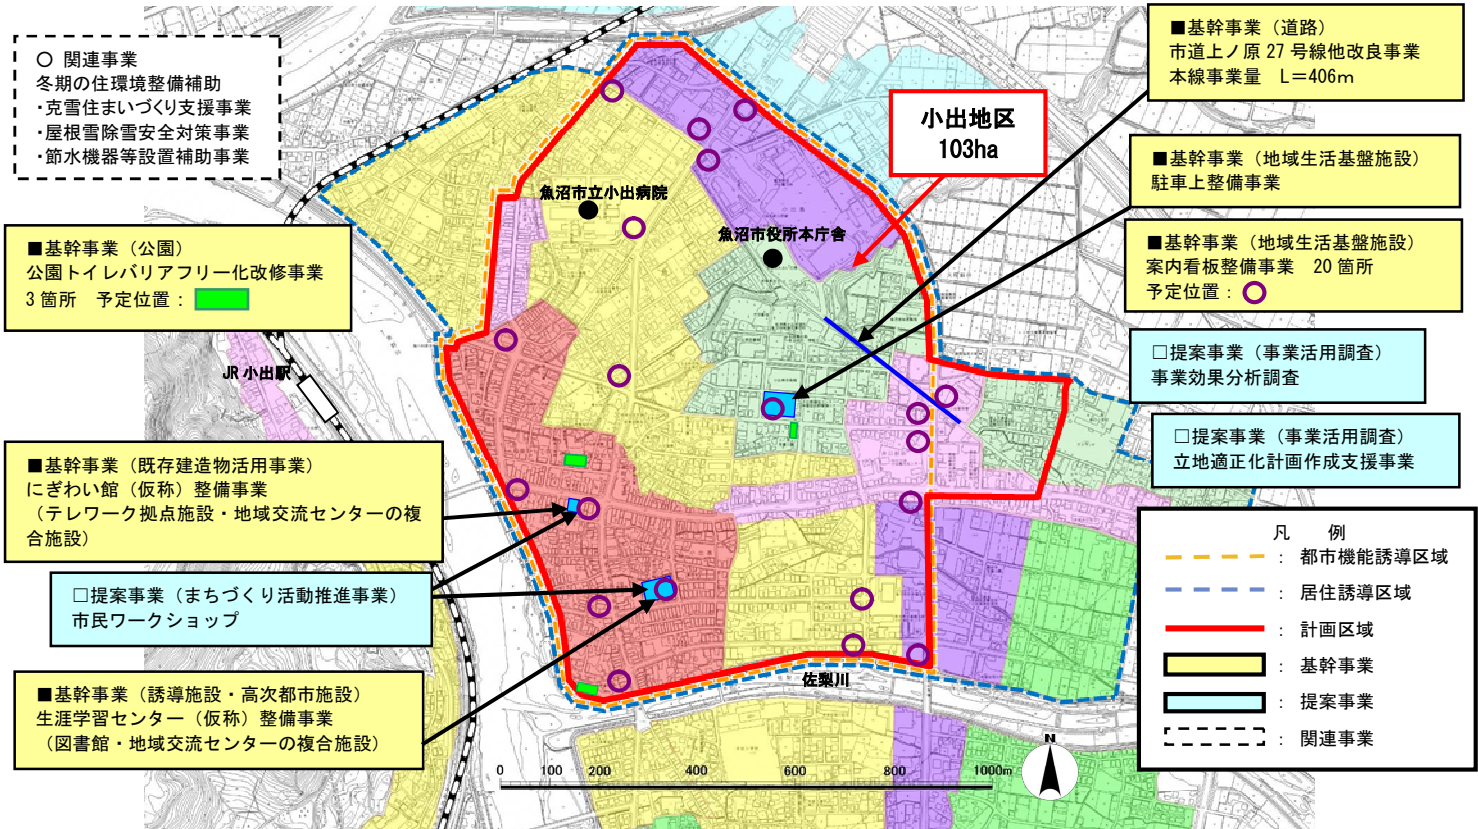 ○ 関連事業
冬期の住環境整備補助
・克雪住まいづくり支援事業
・屋根雪除雪安全対策事業
・節水機器等設置補助事業
■基幹事業（道路）
市道上ノ原27号線他改良事業
本線事業量　L＝406m
小出地区
103ha
■基幹事業（地域生活基盤施設）
駐車上整備事業
魚沼市立小出病院
魚沼市役所本庁舎
■基幹事業（公園）
公園トイレバリアフリー化改修事業
3箇所　予定位置：
■基幹事業（地域生活基盤施設）
案内看板整備事業　20箇所
予定位置：
□提案事業（事業活用調査）
事業効果分析調査
JR小出駅
□提案事業（事業活用調査）
立地適正化計画作成支援事業
■基幹事業（既存建造物活用事業）
にぎわい館（仮称）整備事業
（テレワーク拠点施設・地域交流センターの複
合施設）
□提案事業（まちづくり活動推進事業）
市民ワークショップ
■基幹事業（誘導施設・高次都市施設）
生涯学習センター（仮称）整備事業
（図書館・地域交流センターの複合施設）
佐梨川
凡　例
：都市機能誘導区域
：居住誘導区域
：計画区域
：基幹事業
：提案事業
：関連事業
N
0 100 200 400 600 800 1000m